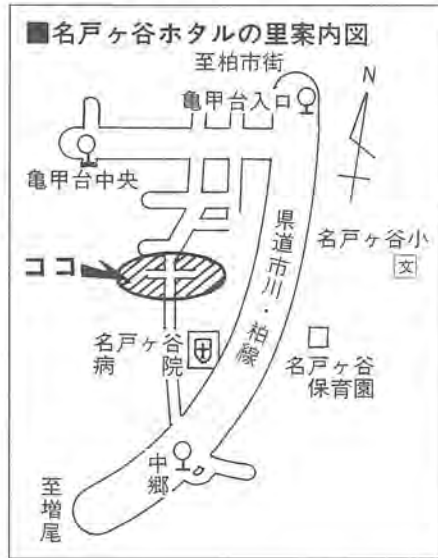 ■名戸ヶ谷ホタルの里案内図
至柏市街
亀甲台入口
N
亀甲台中央
県道市川・柏線
名戸ヶ谷小
文
ココ
名戸ヶ谷
病院
名戸ヶ谷
保育園
中郷
至増尾